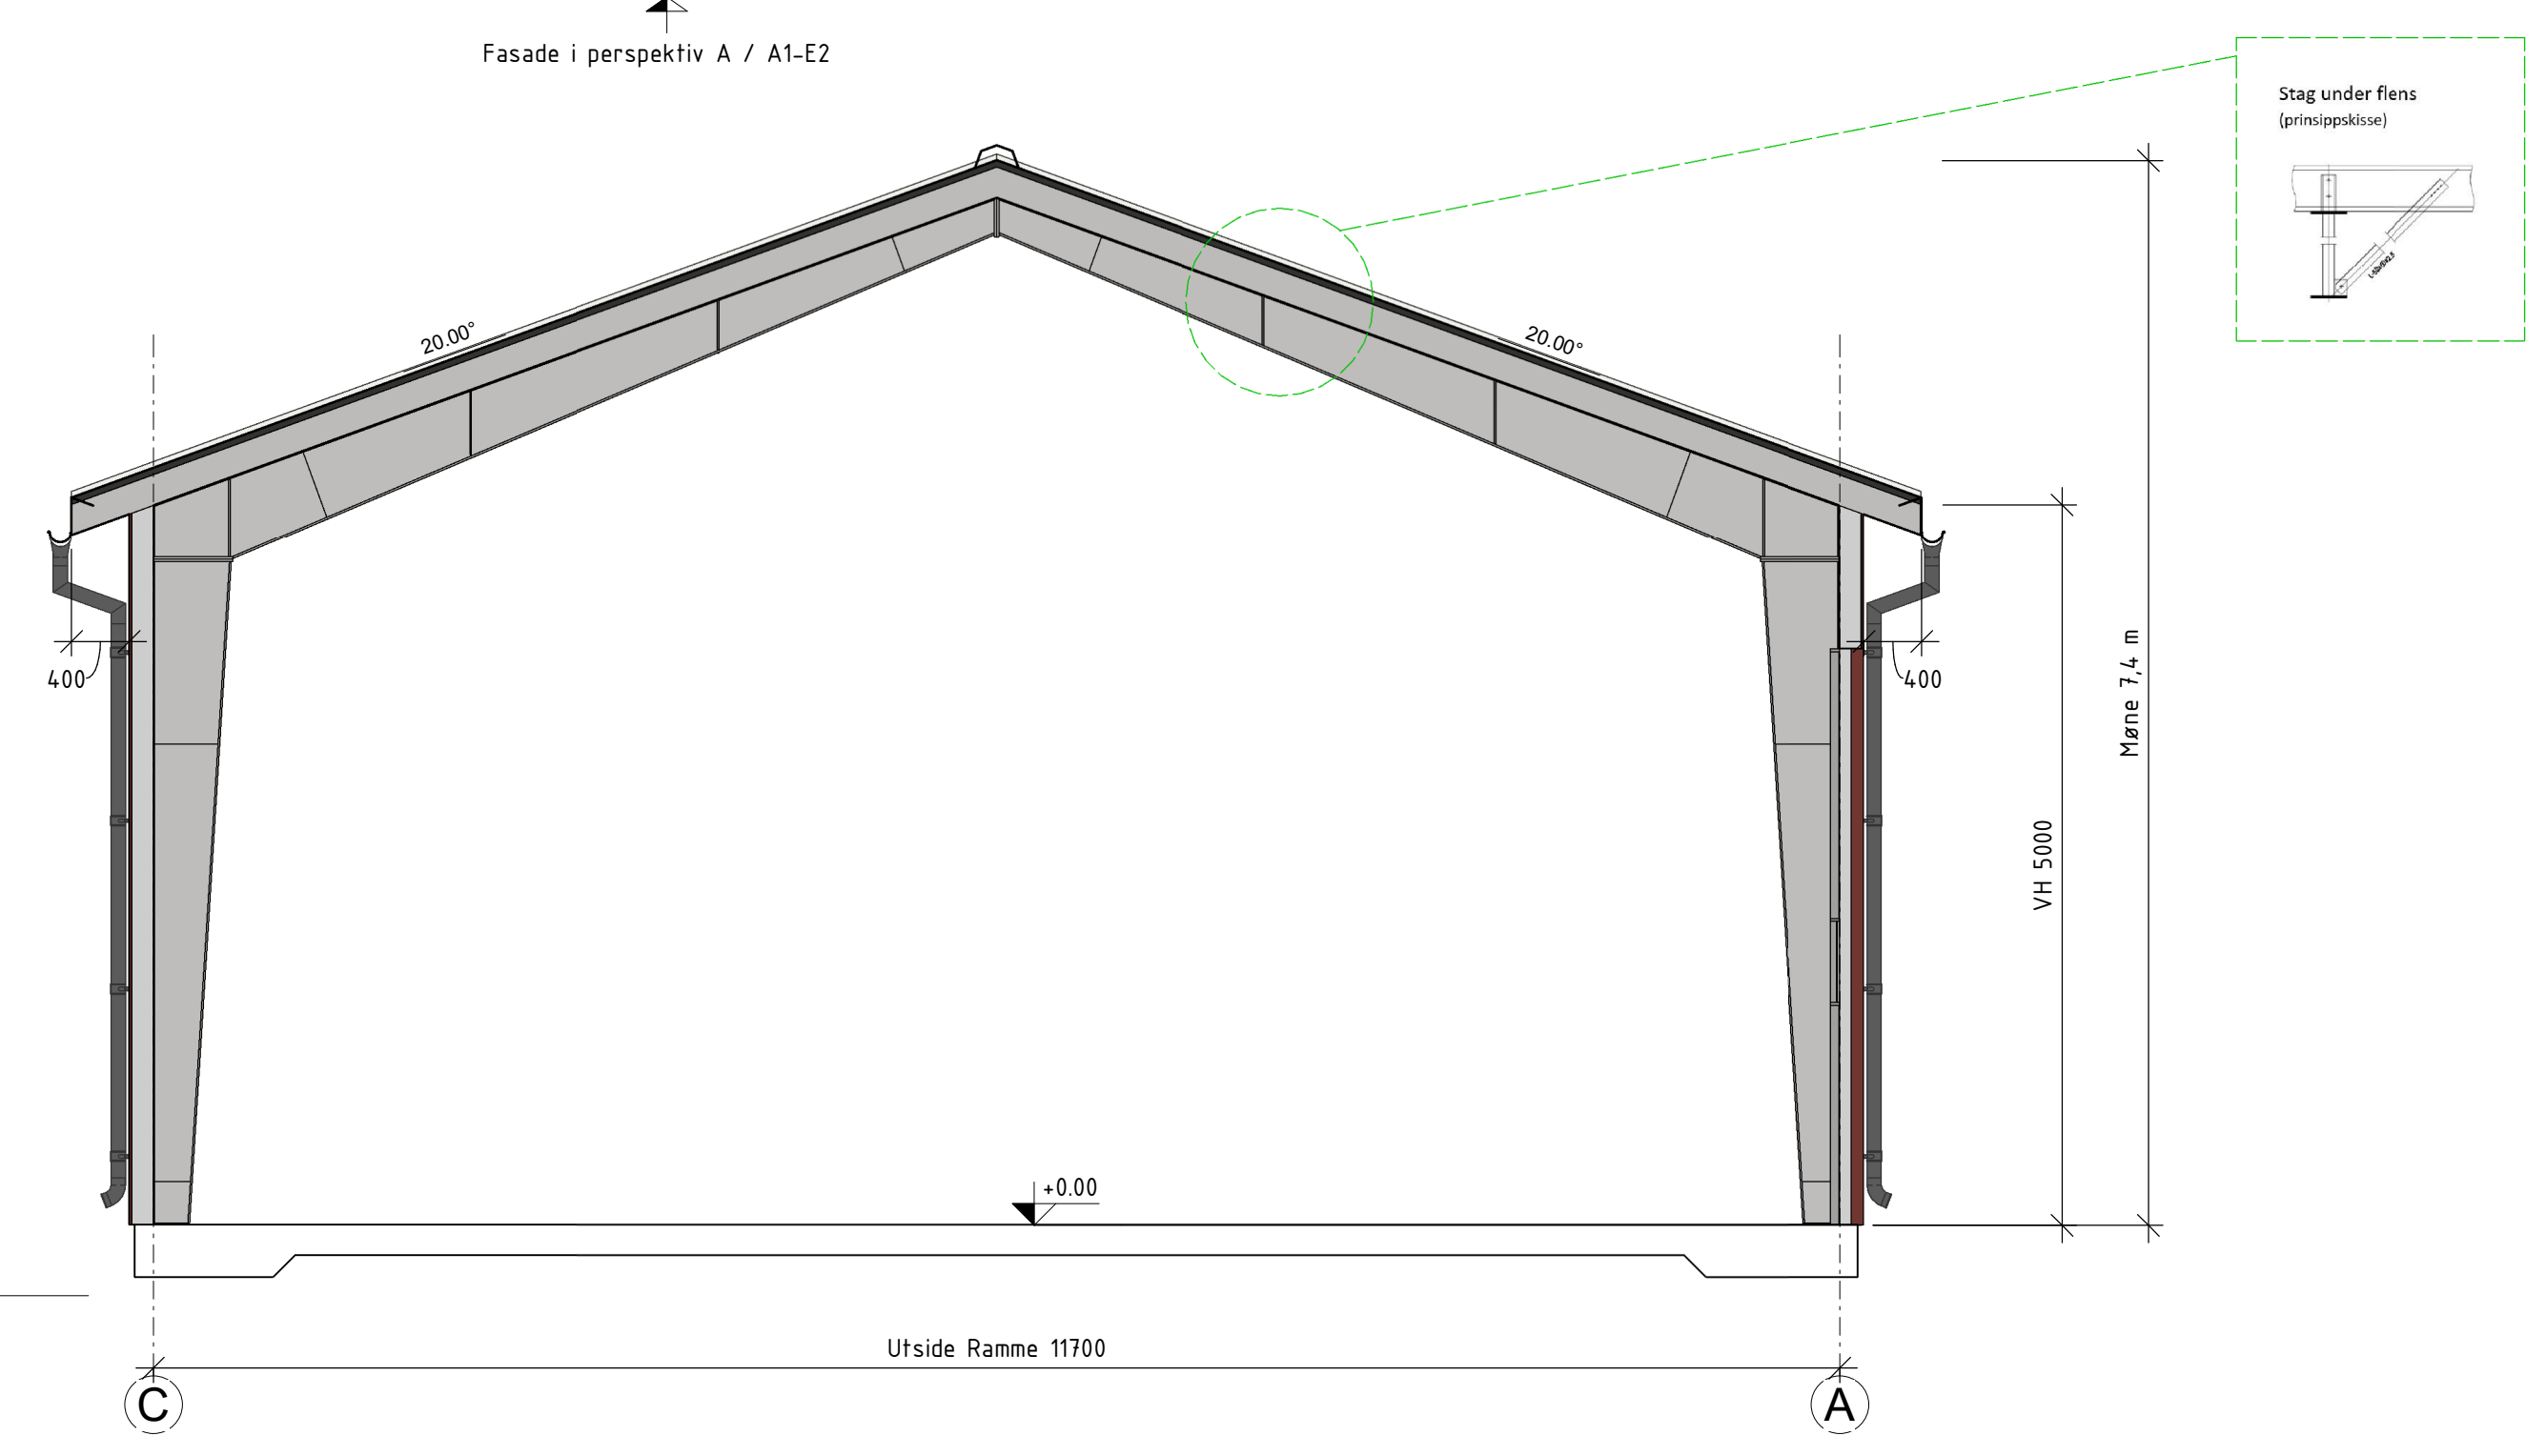 Fasade i perspektiv A / A1-E2
Stag under flens
(prinsippskisse)
20.00°
20.00°
400
400
Møne 7,4 m
VH 5000
+0.00
Utside Ramme 11700
C
A